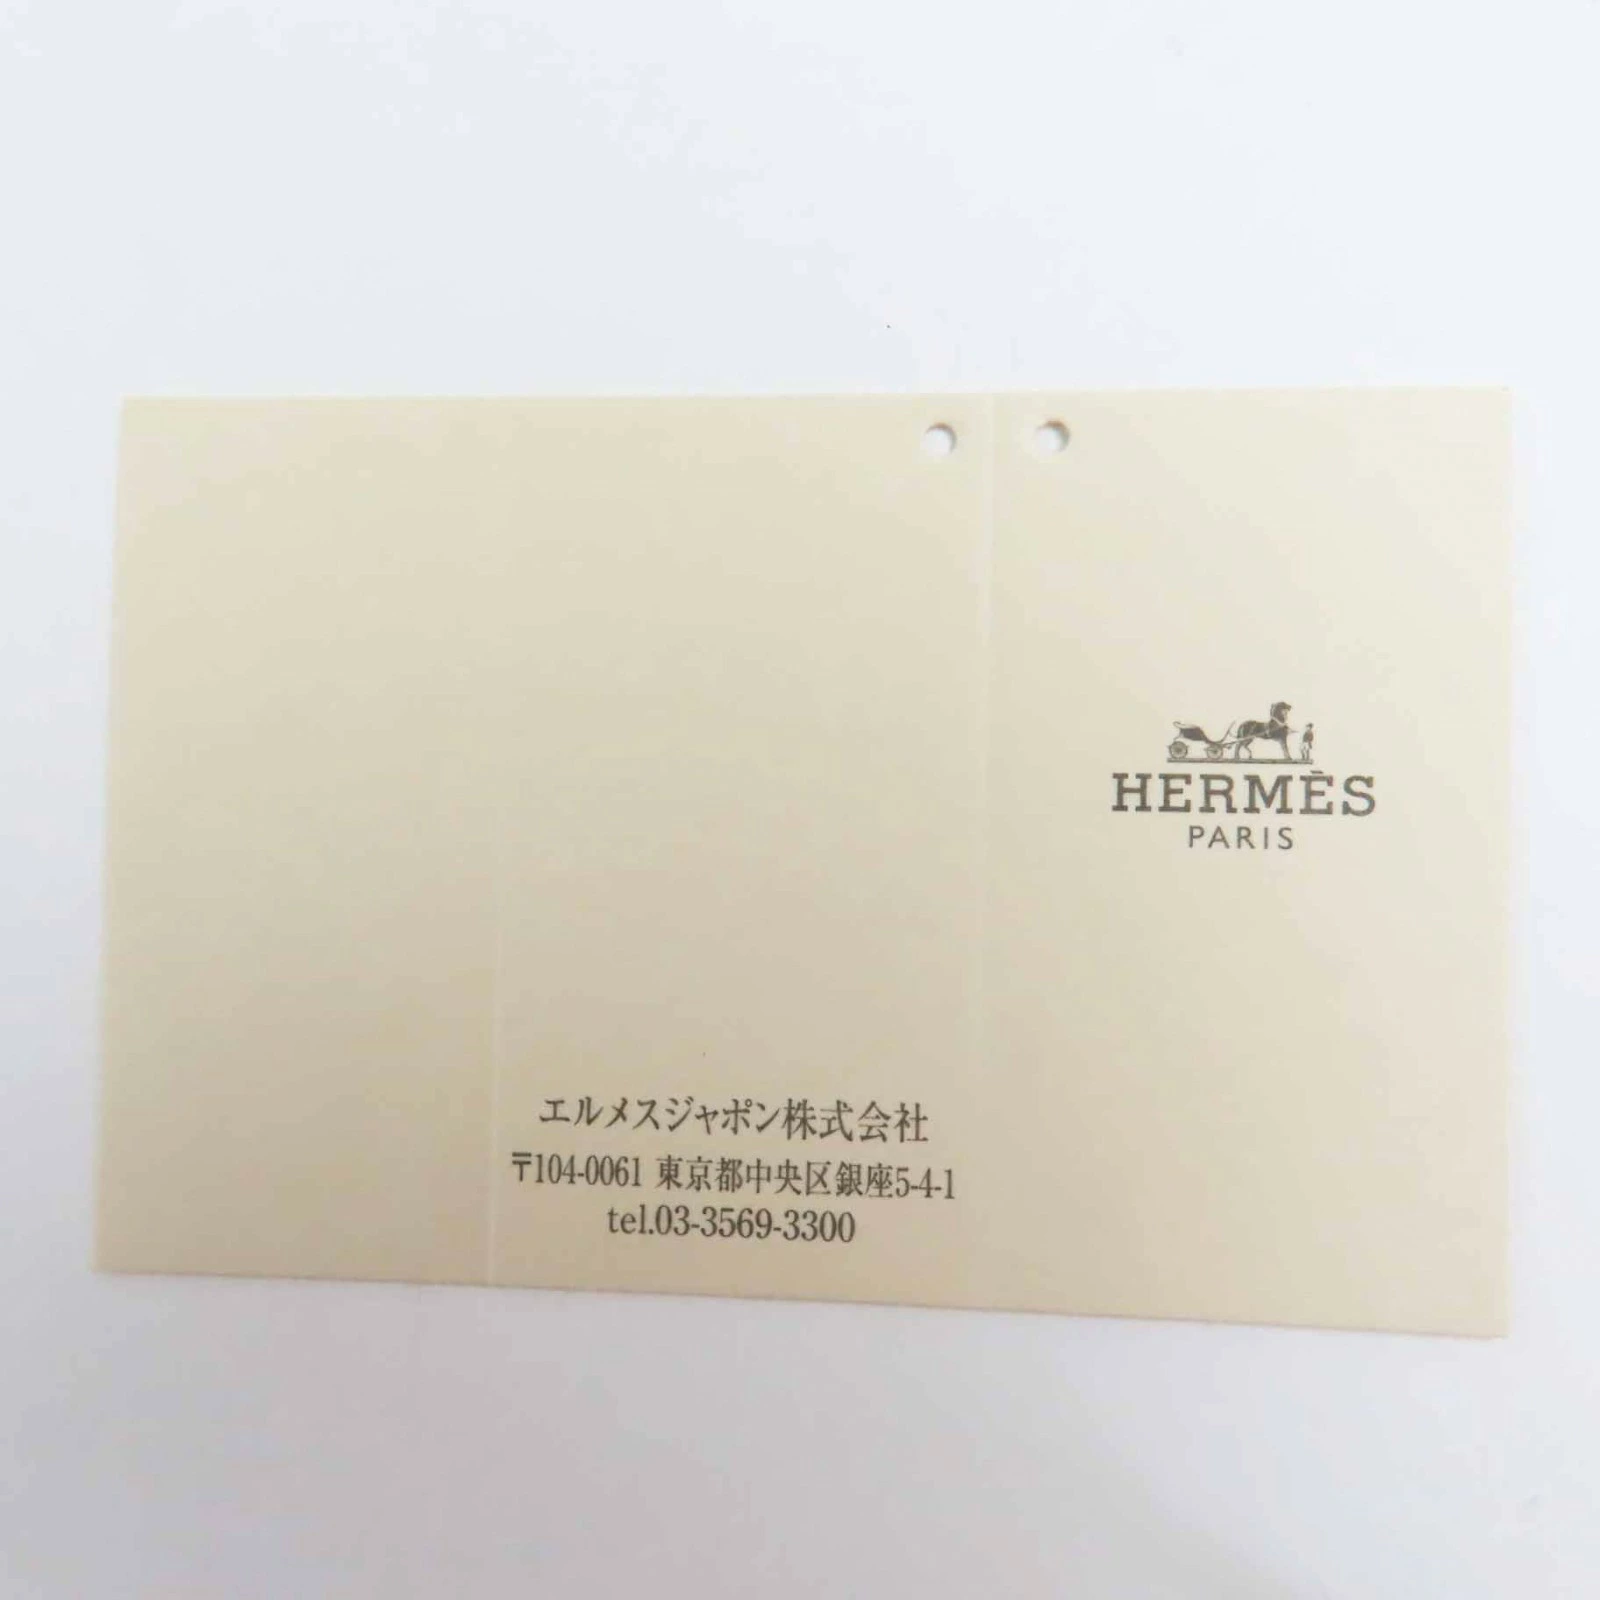 HERMÈS
PARIS
エルメスジャポン株式会社
〒104-0061 東京都中央区銀座5-4-1
tel.03-3569-3300